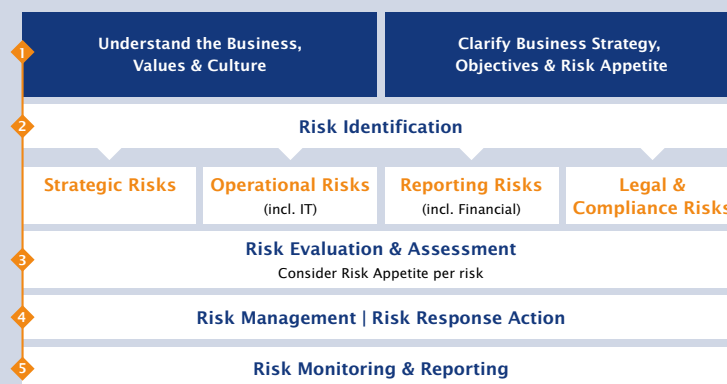 1
Understand the Business,
Values & Culture
Clarify Business Strategy,
Objectives & Risk Appetite
2
Risk Identification
Strategic Risks
Operational Risks
(incl. IT)
Reporting Risks
(incl. Financial)
Legal &
Compliance Risks
3
Risk Evaluation & Assessment
Consider Risk Appetite per risk
4
Risk Management | Risk Response Action
5
Risk Monitoring & Reporting